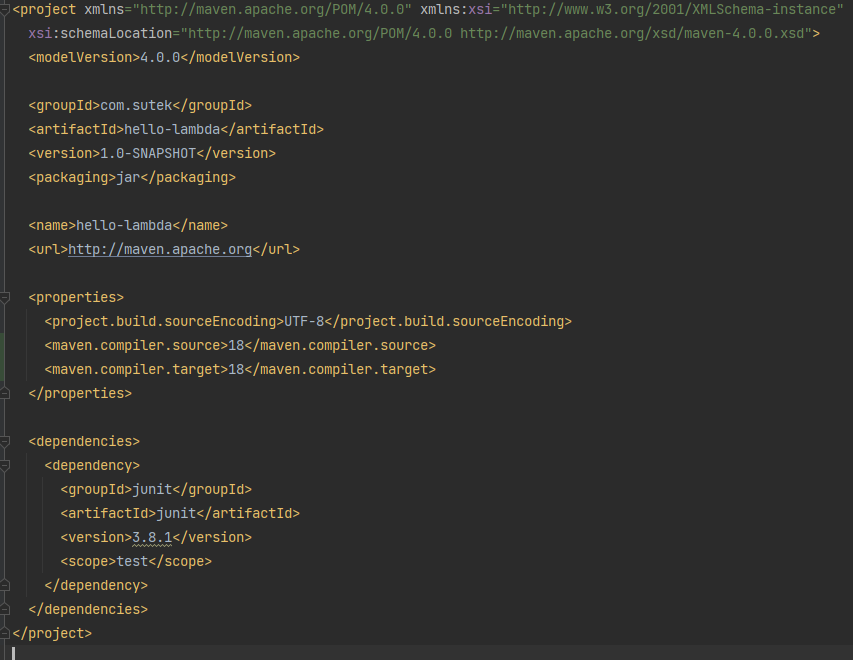 <project xmlns="http://maven.apache.org/POM/4.0.0" xmlns:xsi="http://www.w3.org/2001/XMLSchema-instance"
xsi:schemaLocation="http://maven.apache.org/POM/4.0.0 http://maven.apache.org/xsd/maven-4.0.0.xsd">
<modelVersion>4.0.0</modelVersion>
<groupId>com.sutek</groupId>
<artifactId>hello-lambda</artifactId>
<version>1.0-SNAPSHOT</version>
<packaging>jar</packaging>
<name>hello-lambda</name>
<url>http://maven.apache.org</url>
<properties>
<project.build.sourceEncoding>UTF-8</project.build.sourceEncoding>
<maven.compiler.source>18</maven.compiler.source>
<maven.compiler.target>18</maven.compiler.target>
</properties>
<dependencies>
<dependency>
<groupId>junit</groupId>
<artifactId>junit</artifactId>
<version>3.8.1</version>
<scope>test</scope>
</dependency>
</dependencies>
</project>